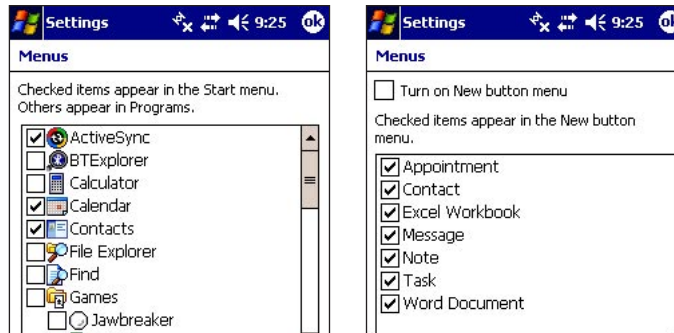 Settings 9:25 ok
Menus
Checked items appear in the Start menu.
Others appear in Programs.
ActiveSync
BTExplorer
Calculator
Calendar
Contacts
File Explorer
Find
Games
Jawbreaker
Settings 9:25 ok
Menus
Turn on New button menu
Checked items appear in the New button
menu.
Appointment
Contact
Excel Workbook
Message
Note
Task
Word Document